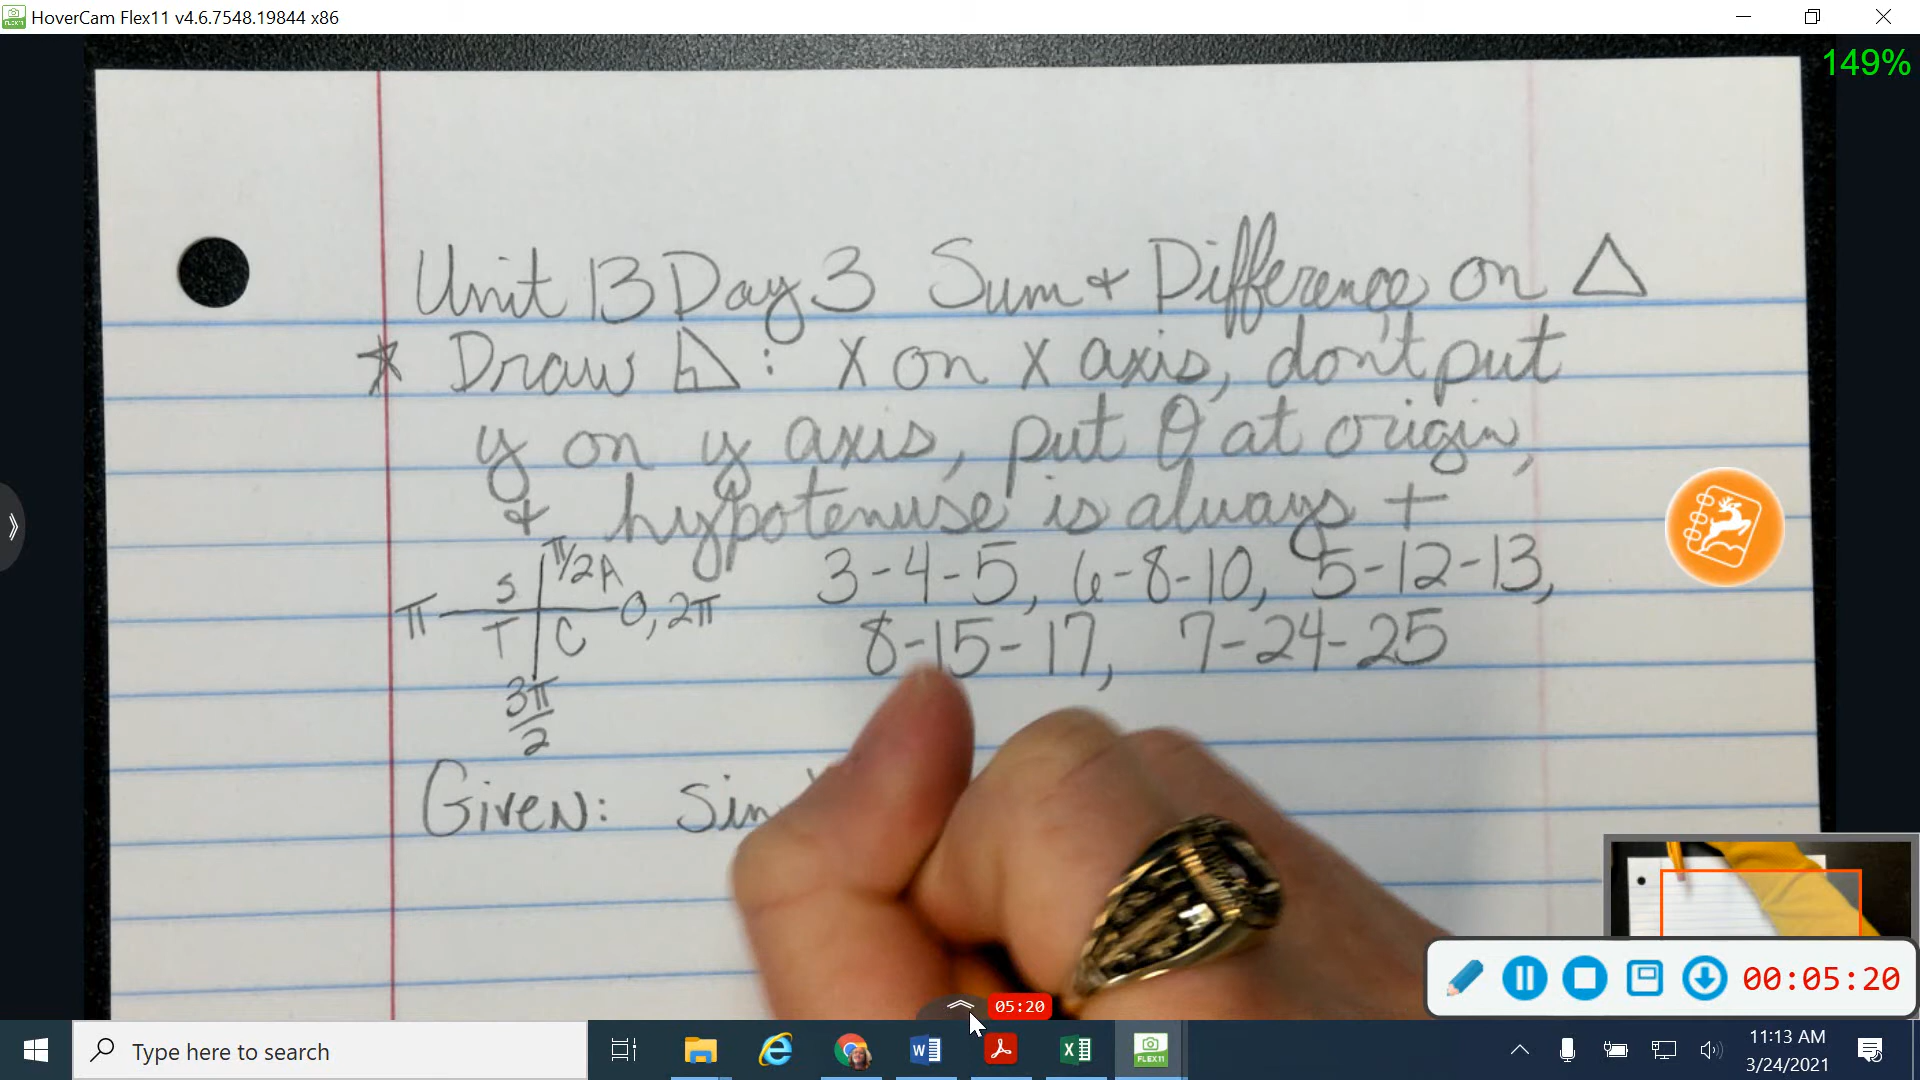 HoverCam Flex11 v4.6.7548.19844 x86
149%
Unit 13 Day 3 Sum + Difference on △
* Draw ◺: X on X axis, don't put
y on y axis, put θ at origin,
+ hypotenuse is always +
S π/2 A
π 0, 2π
T C
3π/2
3-4-5, 6-8-10, 5-12-13,
8-15-17, 7-24-25
Given: Sin
00:05:20
05:20
Type here to search
FLEX11
11:13 AM
3/24/2021